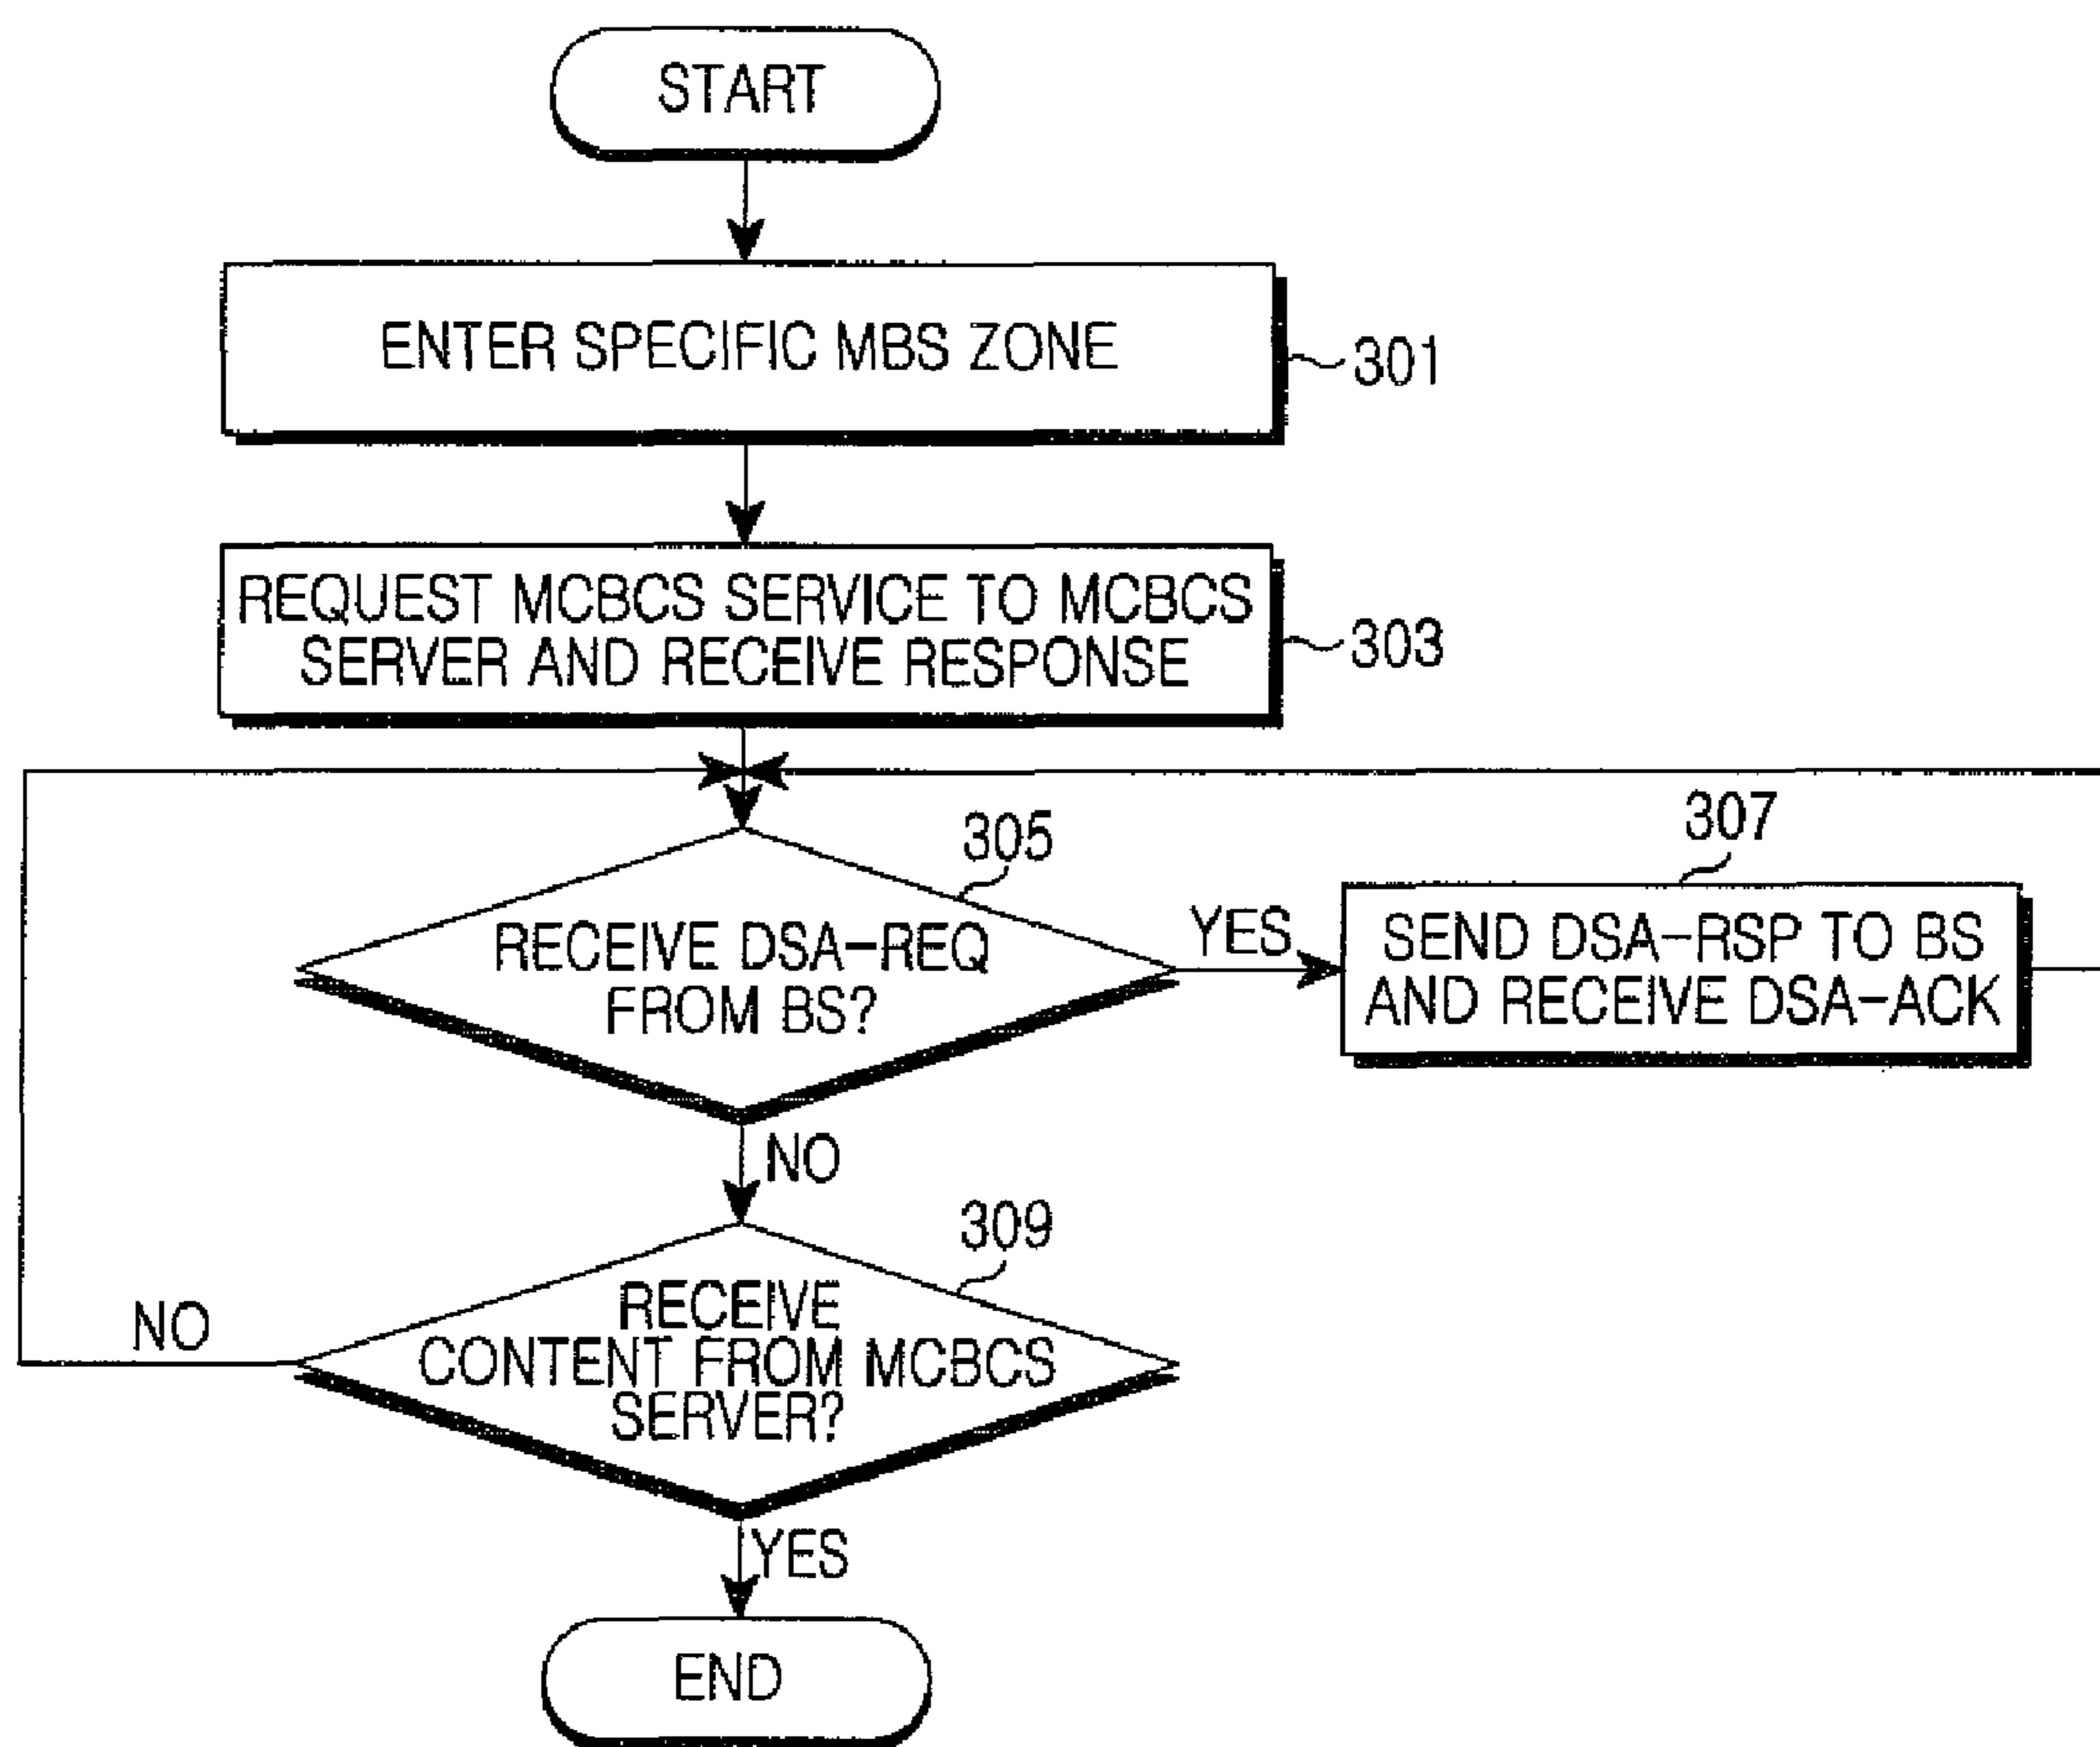 START
ENTER SPECIFIC MBS ZONE
301
REQUEST MCBCS SERVICE TO MCBCS
SERVER AND RECEIVE RESPONSE
303
305
RECEIVE DSA-REQ
FROM BS?
YES
307
SEND DSA-RSP TO BS
AND RECEIVE DSA-ACK
NO
309
RECEIVE
CONTENT FROM MCBCS
SERVER?
NO
YES
END